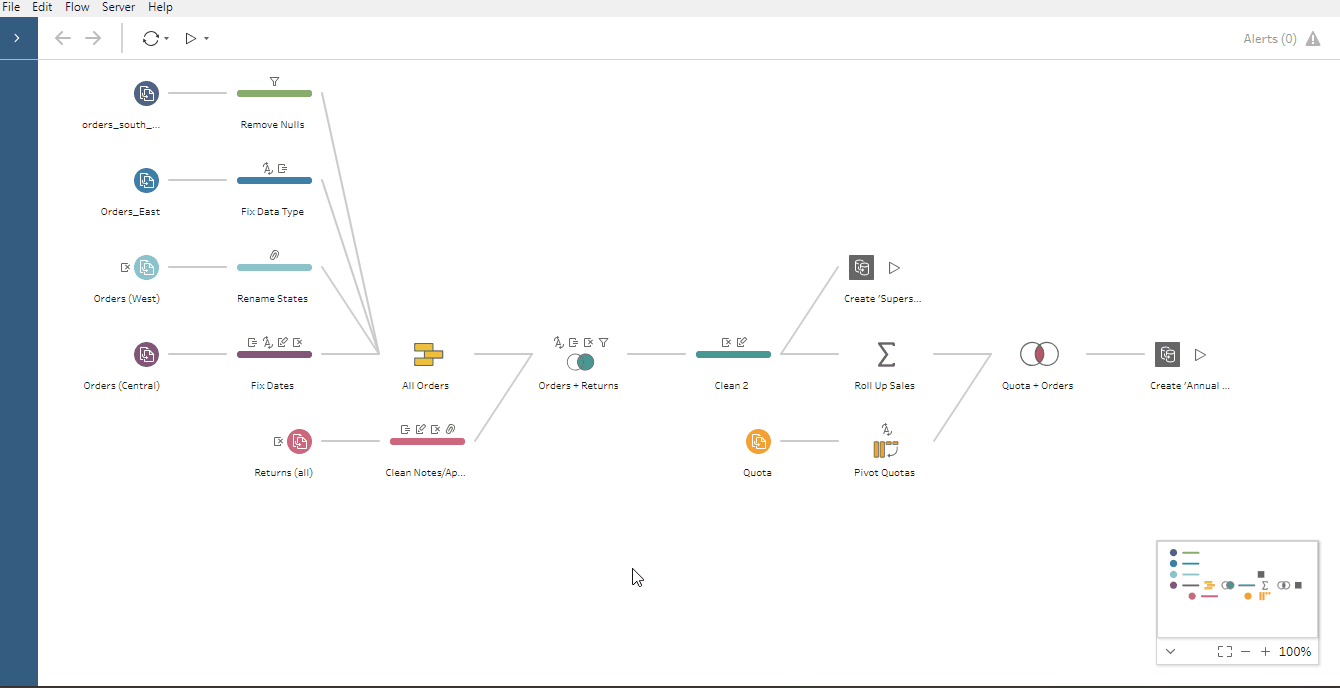 File Edit Flow Server Help
Alerts (0)
orders_south_...
Remove Nulls
Orders_East
Fix Data Type
Orders (West)
Rename States
Create 'Supers...
Orders (Central)
Fix Dates
All Orders
Orders + Returns
Clean 2
Roll Up Sales
Quota + Orders
Create 'Annual ...
Returns (all)
Clean Notes/Ap...
Quota
Pivot Quotas
100%